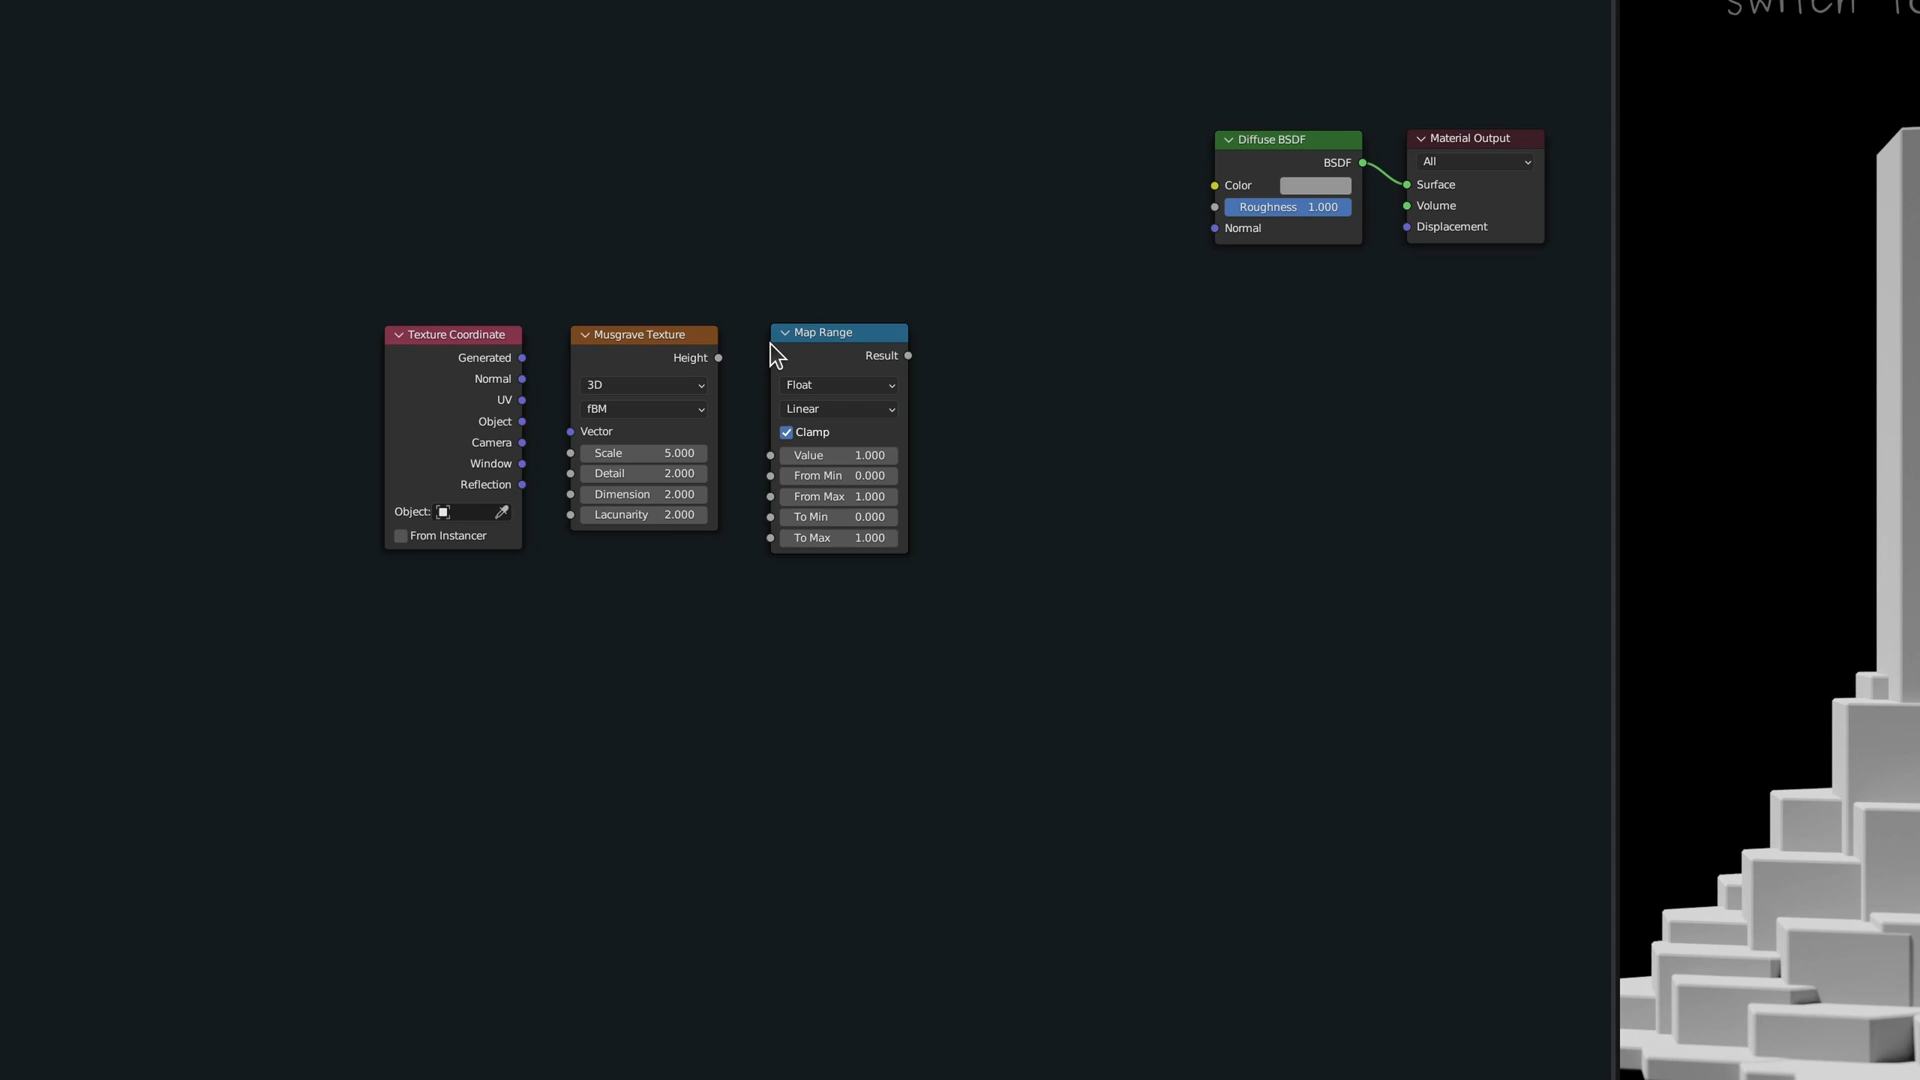 switch
Diffuse BSDF
BSDF
Color
Roughness 1.000
Normal
Material Output
All
Surface
Volume
Displacement
Texture Coordinate
Generated
Normal
UV
Object
Camera
Window
Reflection
Object:
From Instancer
Musgrave Texture
Height
3D
fBM
Vector
Scale 5.000
Detail 2.000
Dimension 2.000
Lacunarity 2.000
Map Range
Result
Float
Linear
Clamp
Value 1.000
From Min 0.000
From Max 1.000
To Min 0.000
To Max 1.000